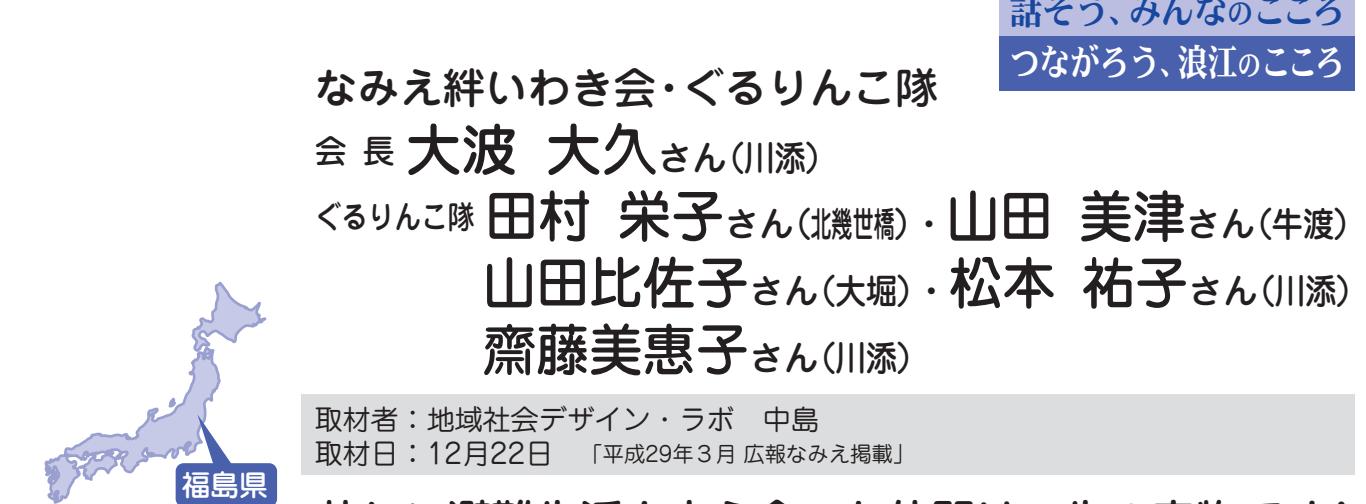 話そう、みんなのこころ
つながろう、浪江のこころ
なみえ絆いわき会・ぐるりんこ隊
会 長 大波 大久さん(川添)
ぐるりんこ隊 田村 栄子さん(北幾世橋)・山田 美津さん(牛渡)
山田比佐子さん(大堀)・松本 祐子さん(川添)
齋藤美惠子さん(川添)
取材者:地域社会デザイン・ラボ 中島
取材日:12月22日 「平成29年3月 広報なみえ掲載」
福島県